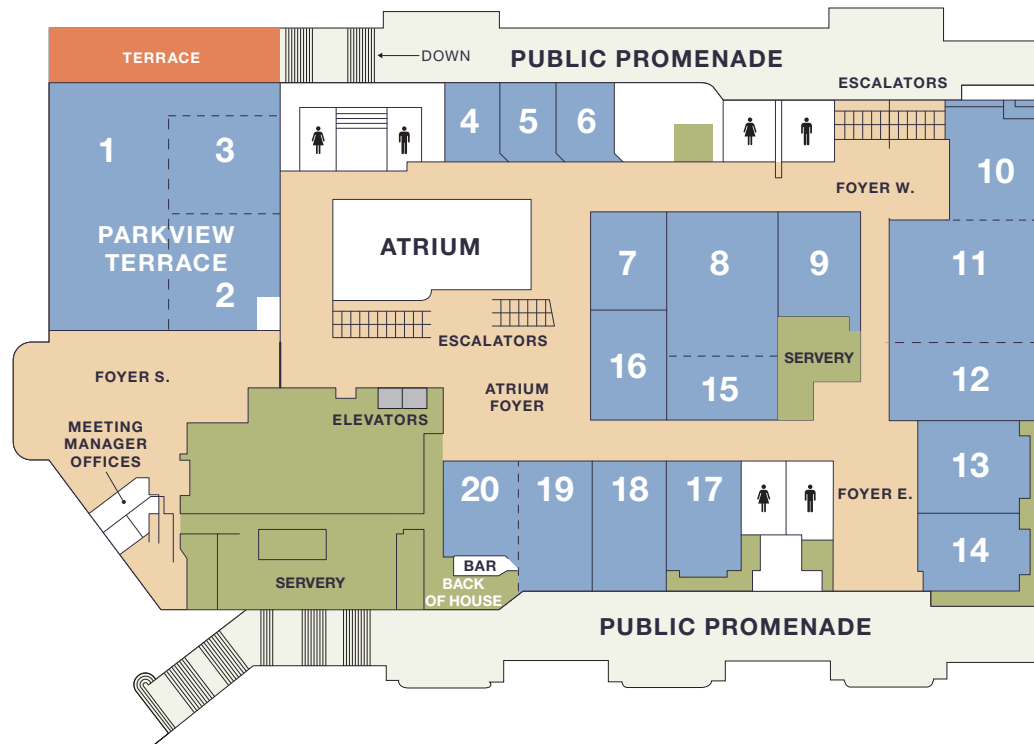 TERRACE
DOWN
PUBLIC PROMENADE
ESCALATORS
1
3
4
5
6
10
FOYER W.
PARKVIEW
TERRACE
2
ATRIUM
7
8
9
11
ESCALATORS
SERVERY
FOYER S.
ATRIUM
FOYER
16
15
12
ELEVATORS
MEETING
MANAGER
OFFICES
20
19
18
17
FOYER E.
13
14
BAR
SERVERY
BACK
OF HOUSE
PUBLIC PROMENADE